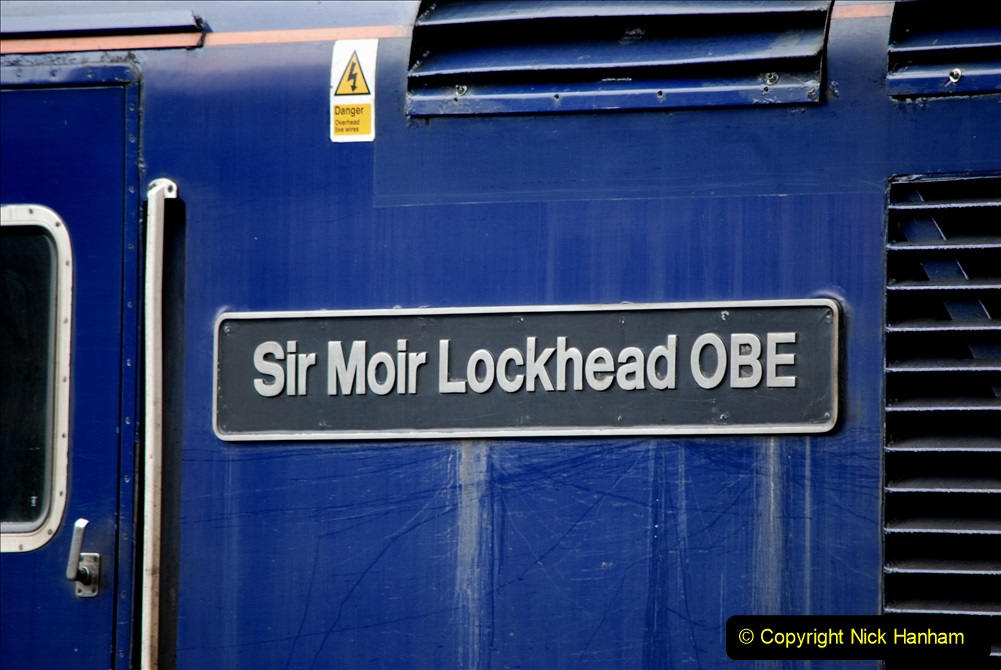 Danger
Overhead
live wires
Sir Moir Lockhead OBE
© Copyright Nick Hanham